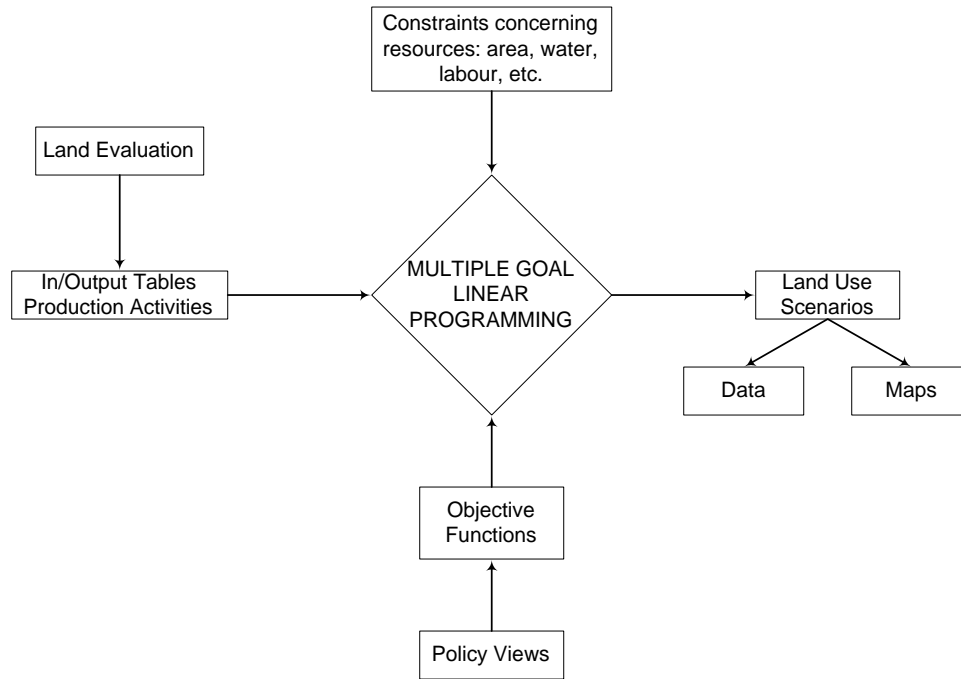 Constraints concerning
resources: area, water,
labour, etc.
Land Evaluation
In/Output Tables
Production Activities
MULTIPLE GOAL
LINEAR
PROGRAMMING
Land Use
Scenarios
Data
Maps
Objective
Functions
Policy Views